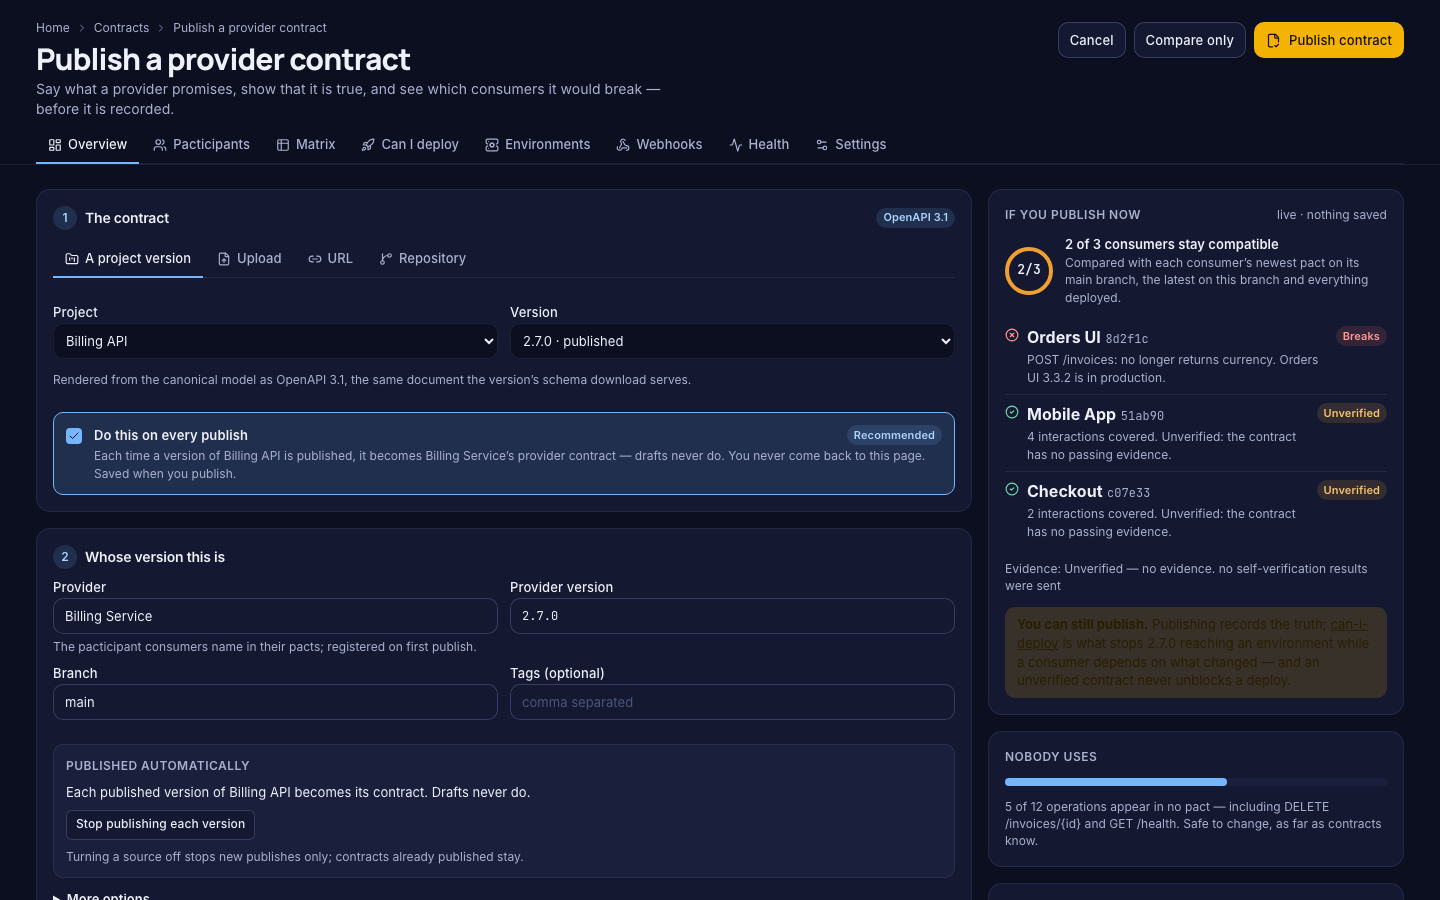 Home > Contracts > Publish a provider contract
Publish a provider contract
Say what a provider promises, show that it is true, and see which consumers it would break —
before it is recorded.
Cancel
Compare only
Publish contract
Overview
Pacticipants
Matrix
Can I deploy
Environments
Webhooks
Health
Settings
1 The contract
OpenAPI 3.1
A project version
Upload
URL
Repository
Project
Version
Billing API
2.7.0 · published
Rendered from the canonical model as OpenAPI 3.1, the same document the version’s schema download serves.
Do this on every publish
Recommended
Each time a version of Billing API is published, it becomes Billing Service’s provider contract — drafts never do. You never come back to this page.
Saved when you publish.
2 Whose version this is
Provider
Provider version
Billing Service
2.7.0
The pacticipant consumers name in their pacts; registered on first publish.
Branch
Tags (optional)
main
comma separated
PUBLISHED AUTOMATICALLY
Each published version of Billing API becomes its contract. Drafts never do.
Stop publishing each version
Turning a source off stops new publishes only; contracts already published stay.
More options
IF YOU PUBLISH NOW
live · nothing saved
2/3
2 of 3 consumers stay compatible
Compared with each consumer’s newest pact on its
main branch, the latest on this branch and everything
deployed.
Orders UI 8d2f1c
Breaks
POST /invoices: no longer returns currency. Orders
UI 3.3.2 is in production.
Mobile App 51ab90
Unverified
4 interactions covered. Unverified: the contract
has no passing evidence.
Checkout c07e33
Unverified
2 interactions covered. Unverified: the contract
has no passing evidence.
Evidence: Unverified — no evidence. no self-verification results
were sent
You can still publish. Publishing records the truth; can-i-
deploy is what stops 2.7.0 reaching an environment while
a consumer depends on what changed — and an
unverified contract never unblocks a deploy.
NOBODY USES
5 of 12 operations appear in no pact — including DELETE
/invoices/{id} and GET /health. Safe to change, as far as contracts
know.